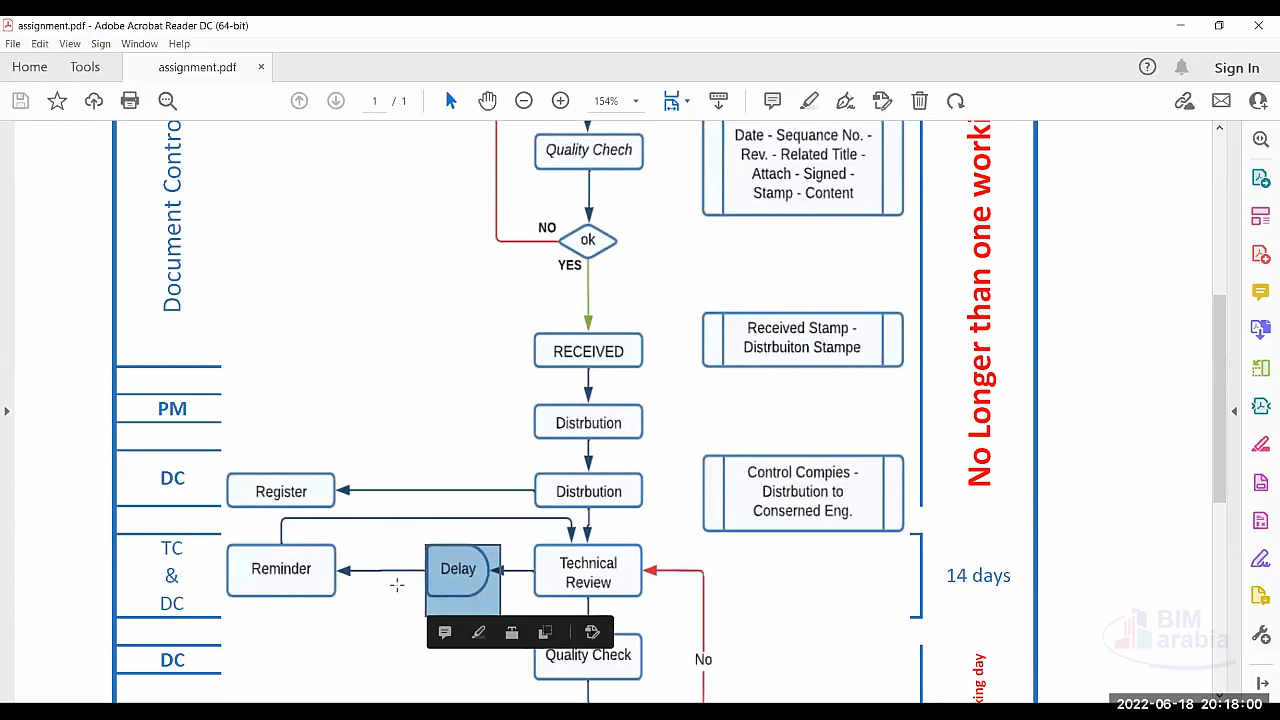 assignment.pdf - Adobe Acrobat Reader DC (64-bit)
File Edit View Sign Window Help
Home Tools assignment.pdf × Sign In
1 / 1 154%
Document Contro
Quality Chech
Date - Sequance No. -
Rev. - Related Title -
Attach - Signed -
Stamp - Content
No Longer than one worki
NO
ok
YES
RECEIVED
Received Stamp -
Distrbuiton Stampe
PM
Distrbution
DC
Register
Distrbution
Control Compies -
Distrbution to
Conserned Eng.
TC
&
DC
Reminder
Delay
Technical
Review
14 days
BIM
arabia
DC
Quality Check
No
king day
2022-06-18 20:18:00